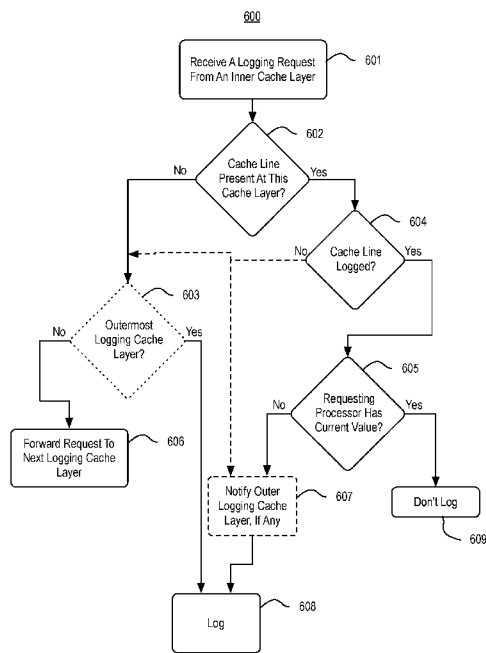 600
Receive A Logging Request
From An Inner Cache Layer
601
602
Cache Line
Present At This
Cache Layer?
No
Yes
604
Cache Line
Logged?
No
Yes
603
Outermost
Logging Cache
Layer?
No
Yes
605
Requesting
Processor Has
Current Value?
No
Yes
Forward Request To
Next Logging Cache
Layer
606
Notify Outer
Logging Cache
Layer, If Any
607
Don't Log
609
Log
608